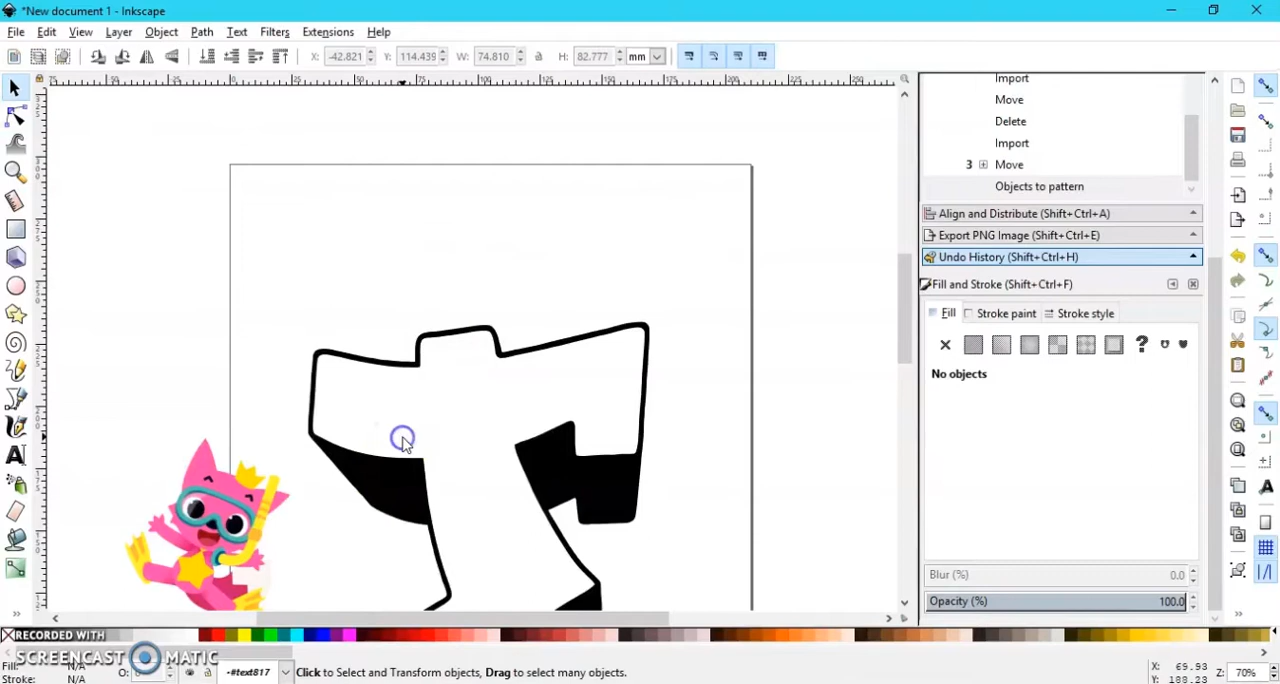 *New document 1 - Inkscape
File Edit View Layer Object Path Text Filters Extensions Help
X: -42.821 Y: 114.439 W: 74.810 H: 82.777 mm
Import
Move
Delete
Import
3 Move
Objects to pattern
Align and Distribute (Shift+Ctrl+A)
Export PNG Image (Shift+Ctrl+E)
Undo History (Shift+Ctrl+H)
Fill and Stroke (Shift+Ctrl+F)
Fill Stroke paint Stroke style
No objects
Blur (%) 0.0
Opacity (%) 100.0
RECORDED WITH
SCREENCAST MATIC
Fill: N/A
Stroke: N/A
O:
#text817
Click to Select and Transform objects, Drag to select many objects.
X: 69.93
Y: 188.23
Z: 70%